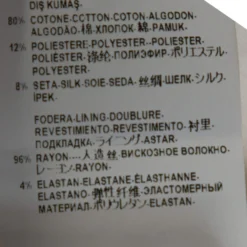 DIŞ KUMAŞ
80% COTONE-COTTON-COTON-ALGODON
ALGODÃO-棉-ХЛОПОК-綿-PAMUK.
12% POLIESTERE-POLYESTER-POLIESTER
POLIÉSTER-涤纶-ПОЛИЭФИР-ポリエステル
POLYESTER-
8% SETA-SILK-SOIE-SEDA-丝绸-ШЕЛК-シルク
İPEK.
FODERA-LINING-DOUBLURE-
REVESTIMIENTO-REVESTIMENTO-衬里-
ПОДКЛАДКА-ライニング-ASTAR.
96% RAYON-人造丝-ВИСКОЗНОЕ ВОЛОКНО-
レーヨン-RAYON.
4% ELASTAN-ELASTANE-ÉLASTHANNE-
ELASTANO-弹性纤维-ЭЛАСТОМЕРНЫЙ
МАТЕРИАЛ-ポリウレタン-ELASTAN.